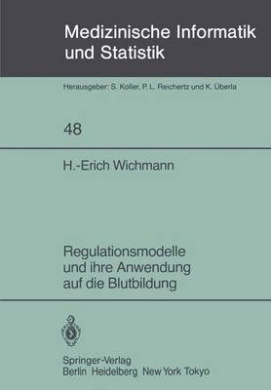 Medizinische Informatik
und Statistik
Herausgeber: S. Koller, P. L. Reichertz und K. Überla
48
H.-Erich Wichmann
Regulationsmodelle
und ihre Anwendung
auf die Blutbildung
Springer-Verlag
Berlin Heidelberg New York Tokyo